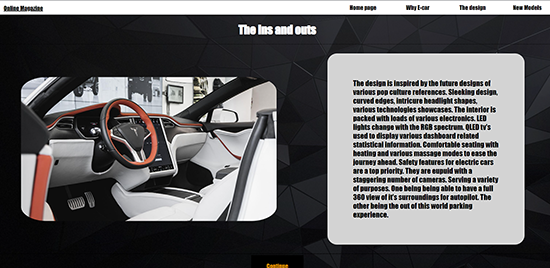 Online Magazine
Home page
Why E-car
The design
New Models
The ins and outs
The design is inspired by the future designs of
various pop culture references. Sleeking design,
curved edges, intricure headlight shapes,
various technologies showcases. The interior is
packed with loads of various electronics. LED
lights change with the RGB spectrum, QLED tv's
used to display various dashboard related
statistical information. Comfortable seating with
heating and various massage modes to ease the
journey ahead. Safety features for electric cars
are a top priority. They are eupuid with a
staggering number of cameras. Serving a variety
of purposes. One being being able to have a full
360 view of it's surroundings for autopilot. The
other being the out of this world parking
experience.
Continue